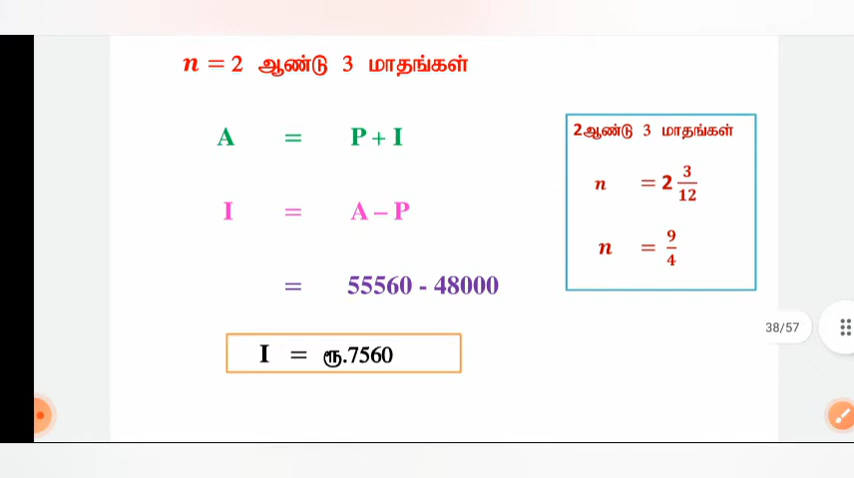 n = 2 ஆண்டு 3 மாதங்கள்
A = P + I
I = A – P
= 55560 - 48000
I = ரூ.7560
2ஆண்டு 3 மாதங்கள்
n = 2 3/12
n = 9/4
38/57